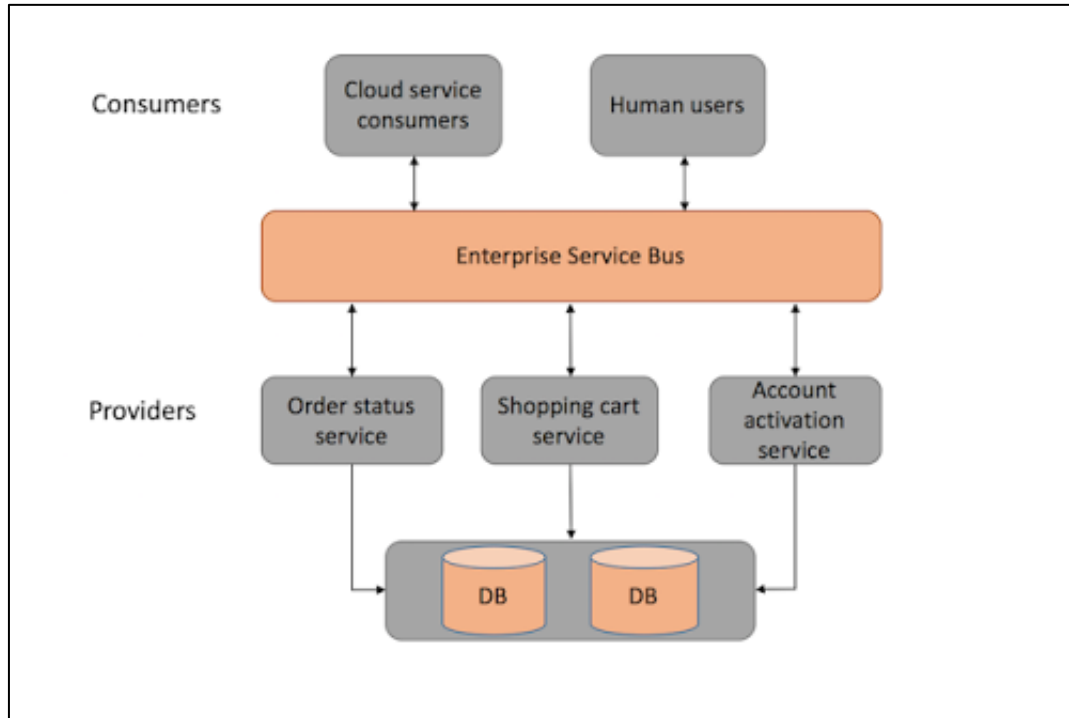 Consumers
Cloud service
consumers
Human users
Enterprise Service Bus
Providers
Order status
service
Shopping cart
service
Account
activation
service
DB
DB